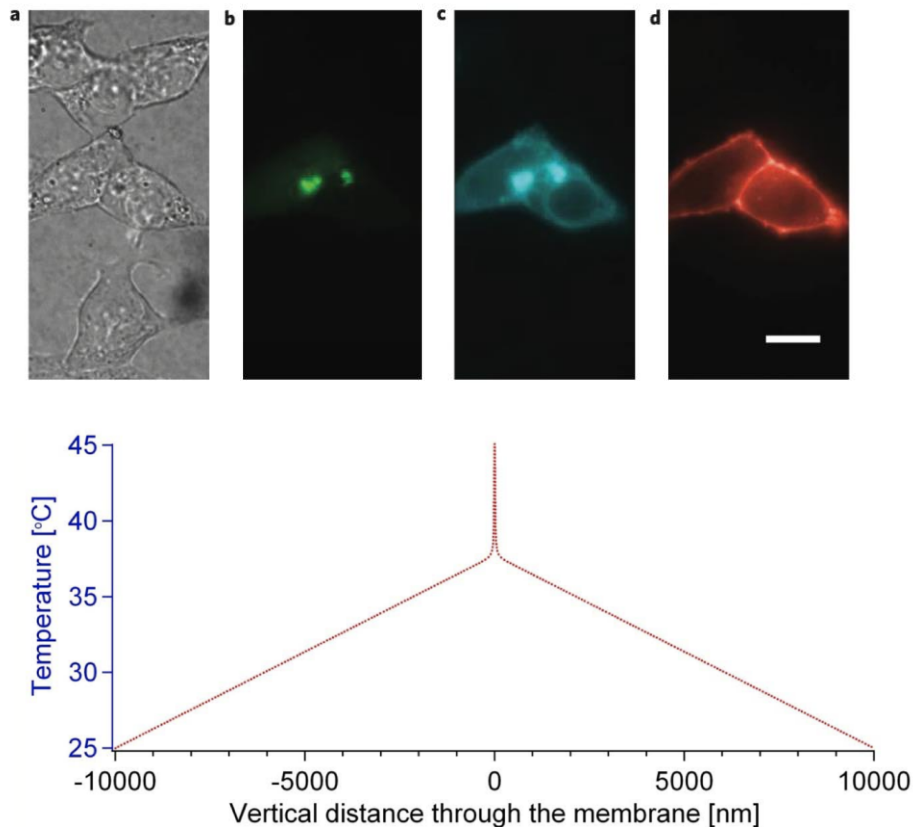 a b c d
45
40
35
30
25
Temperature [°C]
-10000 -5000 0 5000 10000
Vertical distance through the membrane [nm]